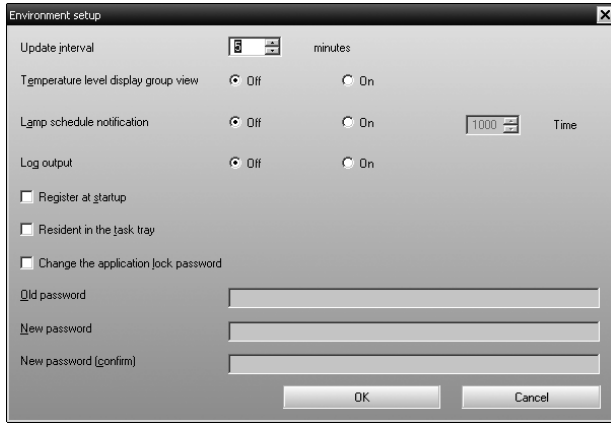 Environment setup
Update interval 5 minutes
Temperature level display group view Off On
Lamp schedule notification Off On 1000 Time
Log output Off On
Register at startup
Resident in the task tray
Change the application lock password
Old password
New password
New password (confirm)
OK Cancel